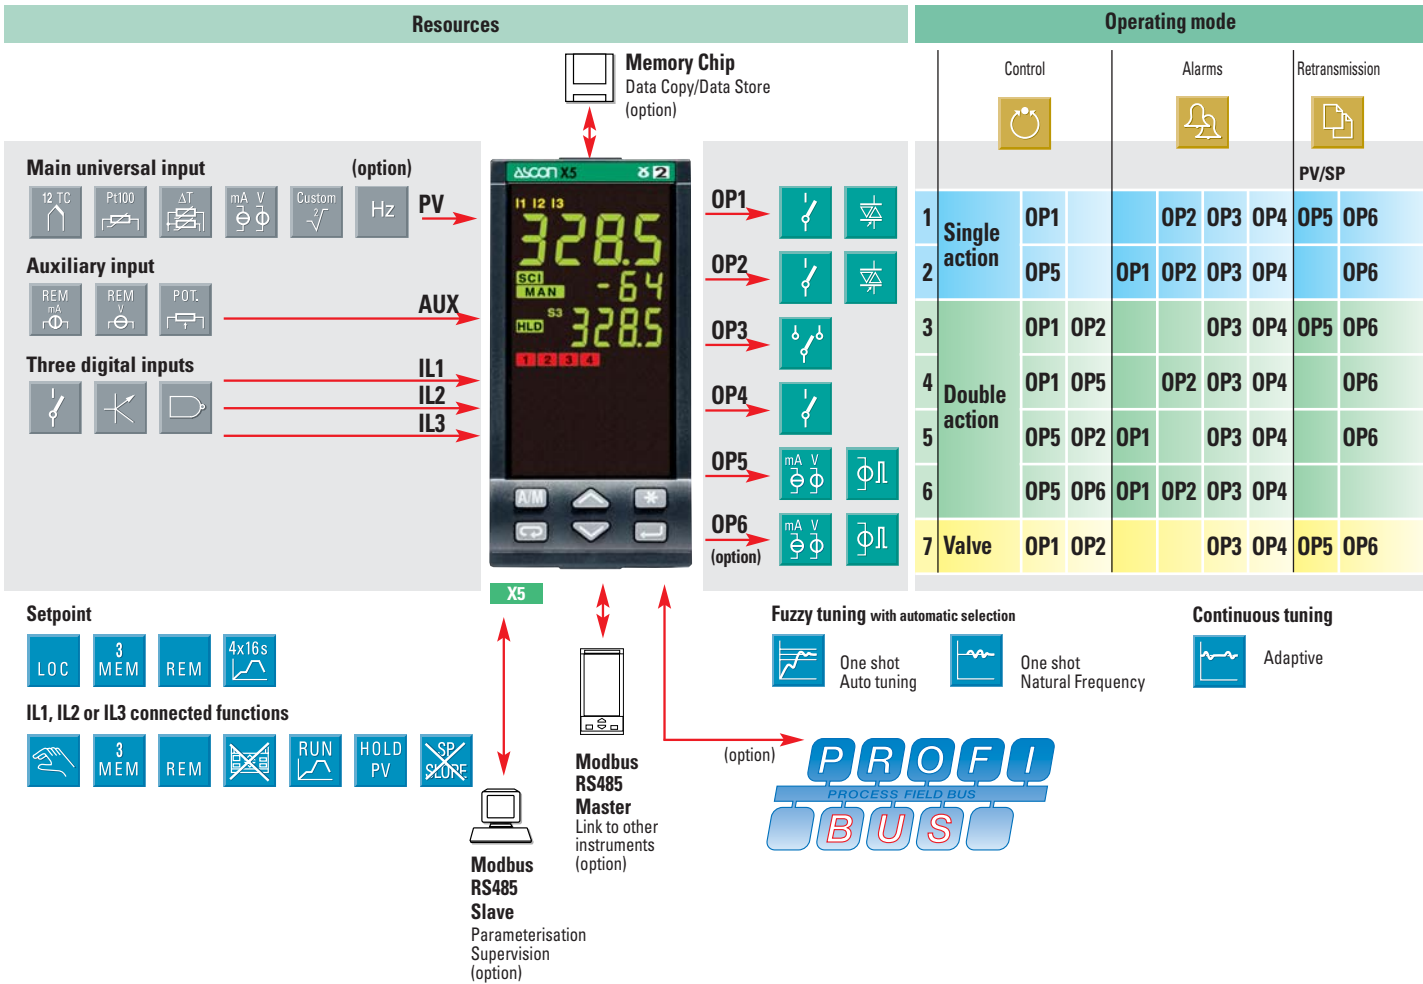 Resources
Operating mode
Memory Chip
Data Copy/Data Store
(option)
Control
Alarms
Retransmission
PV/SP
Main universal input
(option)
12 TC
Pt100
ΔT
mA V
Custom
2√
Hz
PV
Auxiliary input
REM
mA
REM
V
POT.
AUX
Three digital inputs
IL1
IL2
IL3
ASCON X5
2
I1 I2 I3
328.5
SCI
MAN
-64
S3
HLD
328.5
1 2 3 4
A/M
*
X5
OP1
OP2
OP3
OP4
OP5
mA V
OP6
(option)
mA V
1 Single action OP1 OP2 OP3 OP4 OP5 OP6
2 OP5 OP1 OP2 OP3 OP4 OP6
3 OP1 OP2 OP3 OP4 OP5 OP6
4 Double action OP1 OP5 OP2 OP3 OP4 OP6
5 OP5 OP2 OP1 OP3 OP4 OP6
6 OP5 OP6 OP1 OP2 OP3 OP4
7 Valve OP1 OP2 OP3 OP4 OP5 OP6
Setpoint
LOC
3
MEM
REM
4x16s
IL1, IL2 or IL3 connected functions
3
MEM
REM
RUN
HOLD
PV
SP
SLOPE
Fuzzy tuning with automatic selection
One shot
Auto tuning
One shot
Natural Frequency
Continuous tuning
Adaptive
Modbus
RS485
Master
Link to other
instruments
(option)
Modbus
RS485
Slave
Parameterisation
Supervision
(option)
(option)
PROFI
PROCESS FIELD BUS
BUS